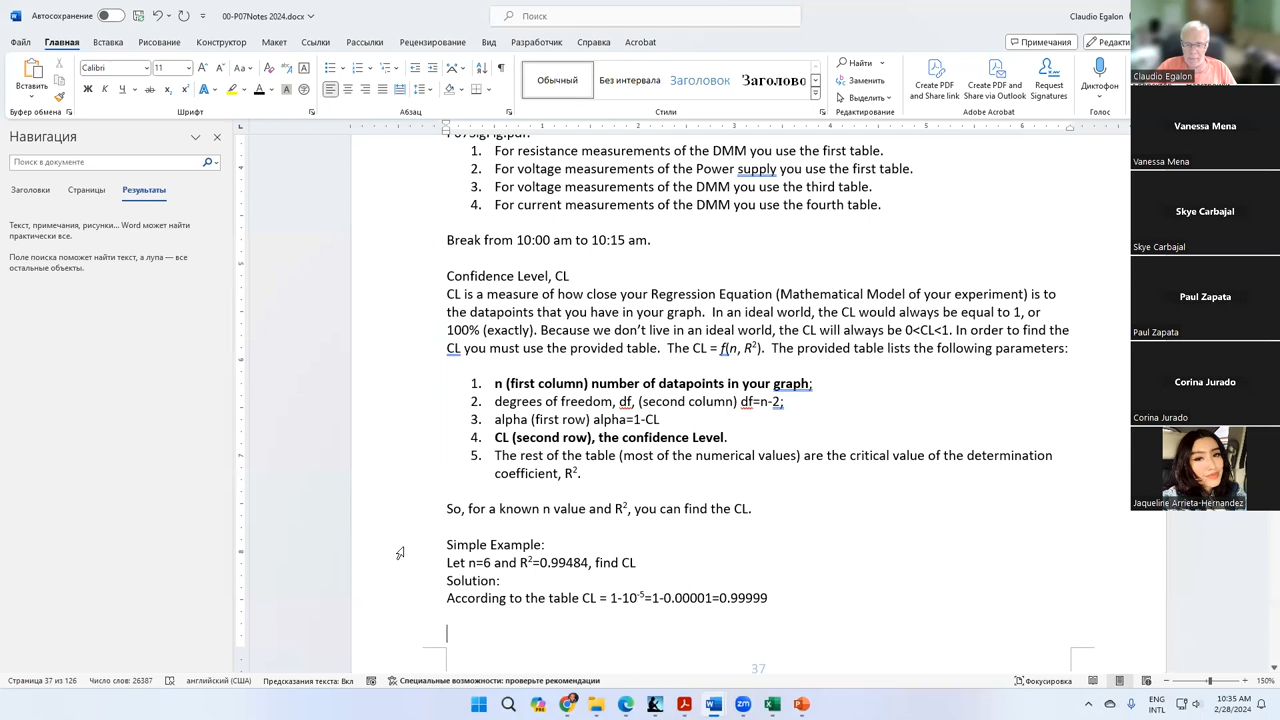 Автосохранение
00-P07Notes 2024.docx
Поиск
Claudio Egalon
Файл Главная Вставка Рисование Конструктор Макет Ссылки Рассылки Рецензирование Вид Разработчик Справка Acrobat
Примечания
Вставить
Буфер обмена
Calibri 11
Шрифт
Абзац
Обычный
Без интервала
Заголовок
Заголово
Стили
Найти
Заменить
Выделить
Редактирование
Create PDF and Share link
Create PDF and Share via Outlook
Request Signatures
Adobe Acrobat
Диктофон
Голос
Навигация
Поиск в документе
Заголовки Страницы Результаты
Текст, примечания, рисунки... Word может найти
практически все.
Поле поиска поможет найти текст, а лупа — все
остальные объекты.
1. For resistance measurements of the DMM you use the first table.
2. For voltage measurements of the Power supply you use the first table.
3. For voltage measurements of the DMM you use the third table.
4. For current measurements of the DMM you use the fourth table.
Break from 10:00 am to 10:15 am.
Confidence Level, CL
CL is a measure of how close your Regression Equation (Mathematical Model of your experiment) is to
the datapoints that you have in your graph. In an ideal world, the CL would always be equal to 1, or
100% (exactly). Because we don't live in an ideal world, the CL will always be 0<CL<1. In order to find the
CL you must use the provided table. The CL = f(n, R²). The provided table lists the following parameters:
1. n (first column) number of datapoints in your graph;
2. degrees of freedom, df, (second column) df=n-2;
3. alpha (first row) alpha=1-CL
4. CL (second row), the confidence Level.
5. The rest of the table (most of the numerical values) are the critical value of the determination
coefficient, R².
So, for a known n value and R², you can find the CL.
Simple Example:
Let n=6 and R²=0.99484, find CL
Solution:
According to the table CL = 1-10⁻⁵=1-0.00001=0.99999
37
Claudio Egalon
Vanessa Mena
Vanessa Mena
Skye Carbajal
Skye Carbajal
Paul Zapata
Paul Zapata
Corina Jurado
Corina Jurado
Jaqueline Arrieta-Hernandez
Страница 37 из 126 Число слов: 26387 английский (США) Предсказания текста: Вкл Специальные возможности: проверьте рекомендации
Фокусировка
150%
ENG
INTL
10:35 AM
2/28/2024